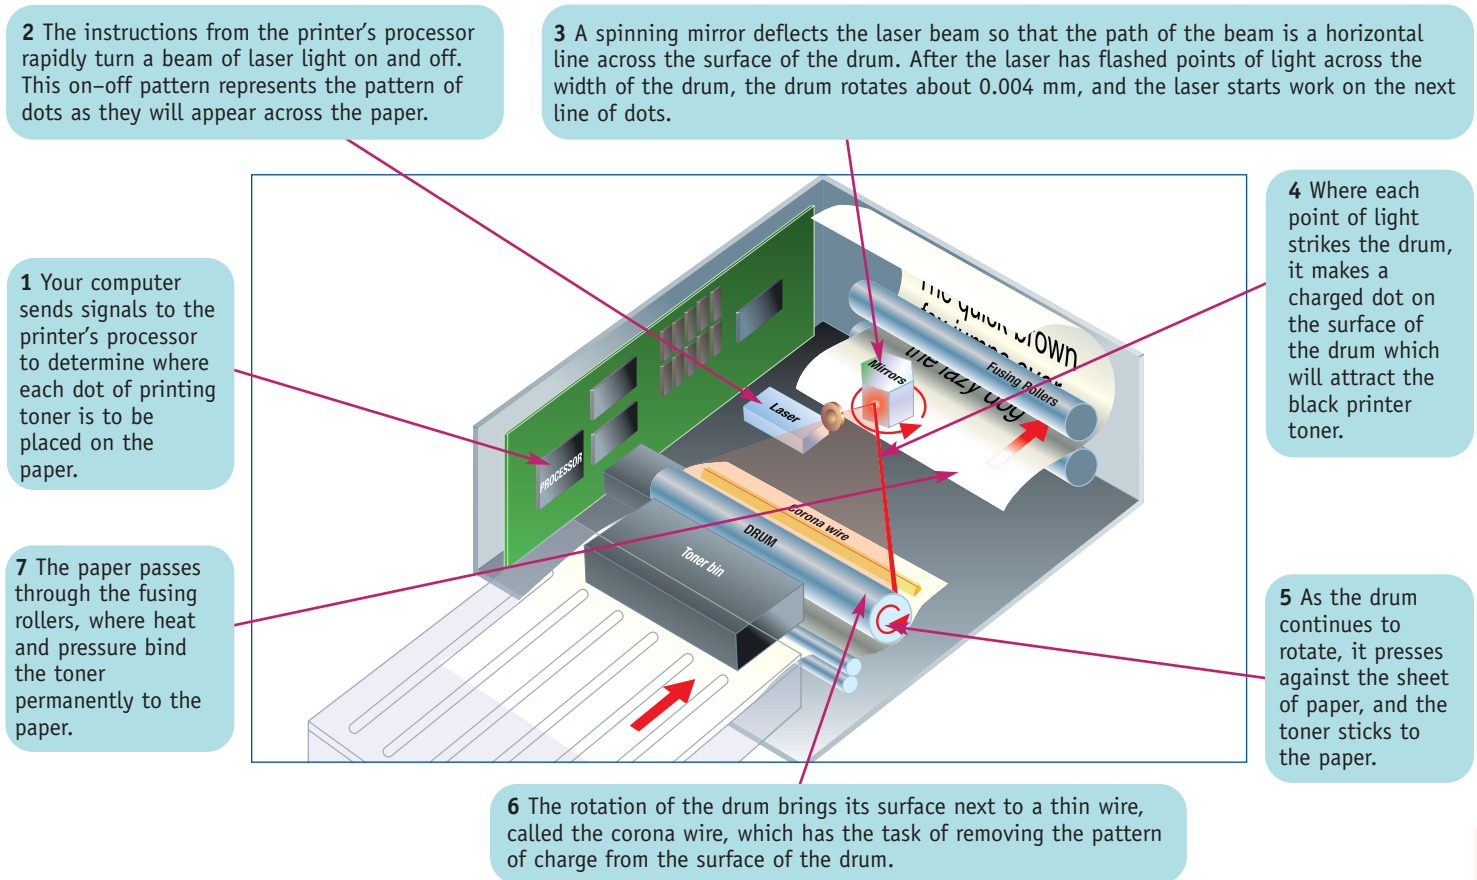 2 The instructions from the printer's processor
rapidly turn a beam of laser light on and off.
This on–off pattern represents the pattern of
dots as they will appear across the paper.
3 A spinning mirror deflects the laser beam so that the path of the beam is a horizontal
line across the surface of the drum. After the laser has flashed points of light across the
width of the drum, the drum rotates about 0.004 mm, and the laser starts work on the next
line of dots.
4 Where each
point of light
strikes the drum,
it makes a
charged dot on
the surface of
the drum which
will attract the
black printer
toner.
1 Your computer
sends signals to the
printer's processor
to determine where
each dot of printing
toner is to be
placed on the
paper.
The quick brown
fox jumps over
the lazy dog
Fusing Rollers
Mirrors
Laser
PROCESSOR
Corona wire
DRUM
Toner bin
7 The paper passes
through the fusing
rollers, where heat
and pressure bind
the toner
permanently to the
paper.
5 As the drum
continues to
rotate, it presses
against the sheet
of paper, and the
toner sticks to
the paper.
6 The rotation of the drum brings its surface next to a thin wire,
called the corona wire, which has the task of removing the pattern
of charge from the surface of the drum.